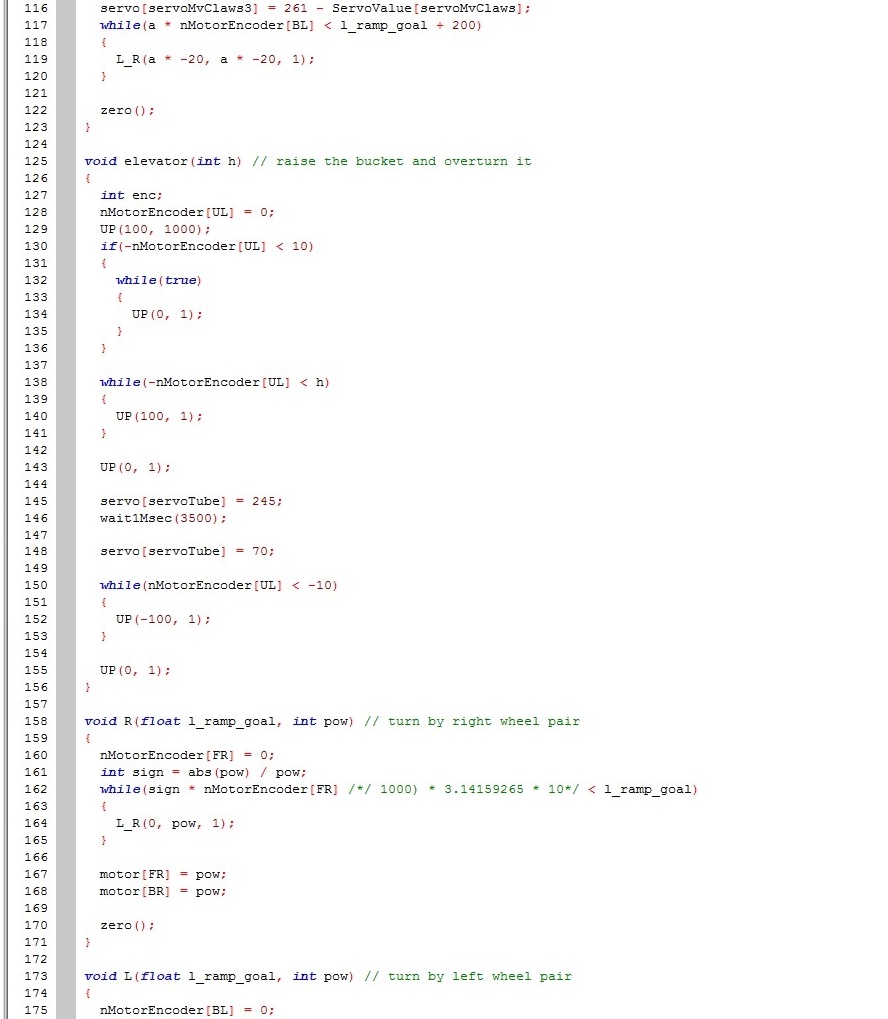 116 servo[servoMvClaws3] = 261 - ServoValue[servoMvClaws];
117 while(a * nMotorEncoder[BL] < l_ramp_goal + 200)
118 {
119 L_R(a * -20, a * -20, 1);
120 }
121
122 zero();
123 }
124
125 void elevator(int h) // raise the bucket and overturn it
126 {
127 int enc;
128 nMotorEncoder[UL] = 0;
129 UP(100, 1000);
130 if(-nMotorEncoder[UL] < 10)
131 {
132 while(true)
133 {
134 UP(0, 1);
135 }
136 }
137
138 while(-nMotorEncoder[UL] < h)
139 {
140 UP(100, 1);
141 }
142
143 UP(0, 1);
144
145 servo[servoTube] = 245;
146 wait1Msec(3500);
147
148 servo[servoTube] = 70;
149
150 while(nMotorEncoder[UL] < -10)
151 {
152 UP(-100, 1);
153 }
154
155 UP(0, 1);
156 }
157
158 void R(float l_ramp_goal, int pow) // turn by right wheel pair
159 {
160 nMotorEncoder[FR] = 0;
161 int sign = abs(pow) / pow;
162 while(sign * nMotorEncoder[FR] /*/ 1000) * 3.14159265 * 10*/ < l_ramp_goal)
163 {
164 L_R(0, pow, 1);
165 }
166
167 motor[FR] = pow;
168 motor[BR] = pow;
169
170 zero();
171 }
172
173 void L(float l_ramp_goal, int pow) // turn by left wheel pair
174 {
175 nMotorEncoder[BL] = 0;